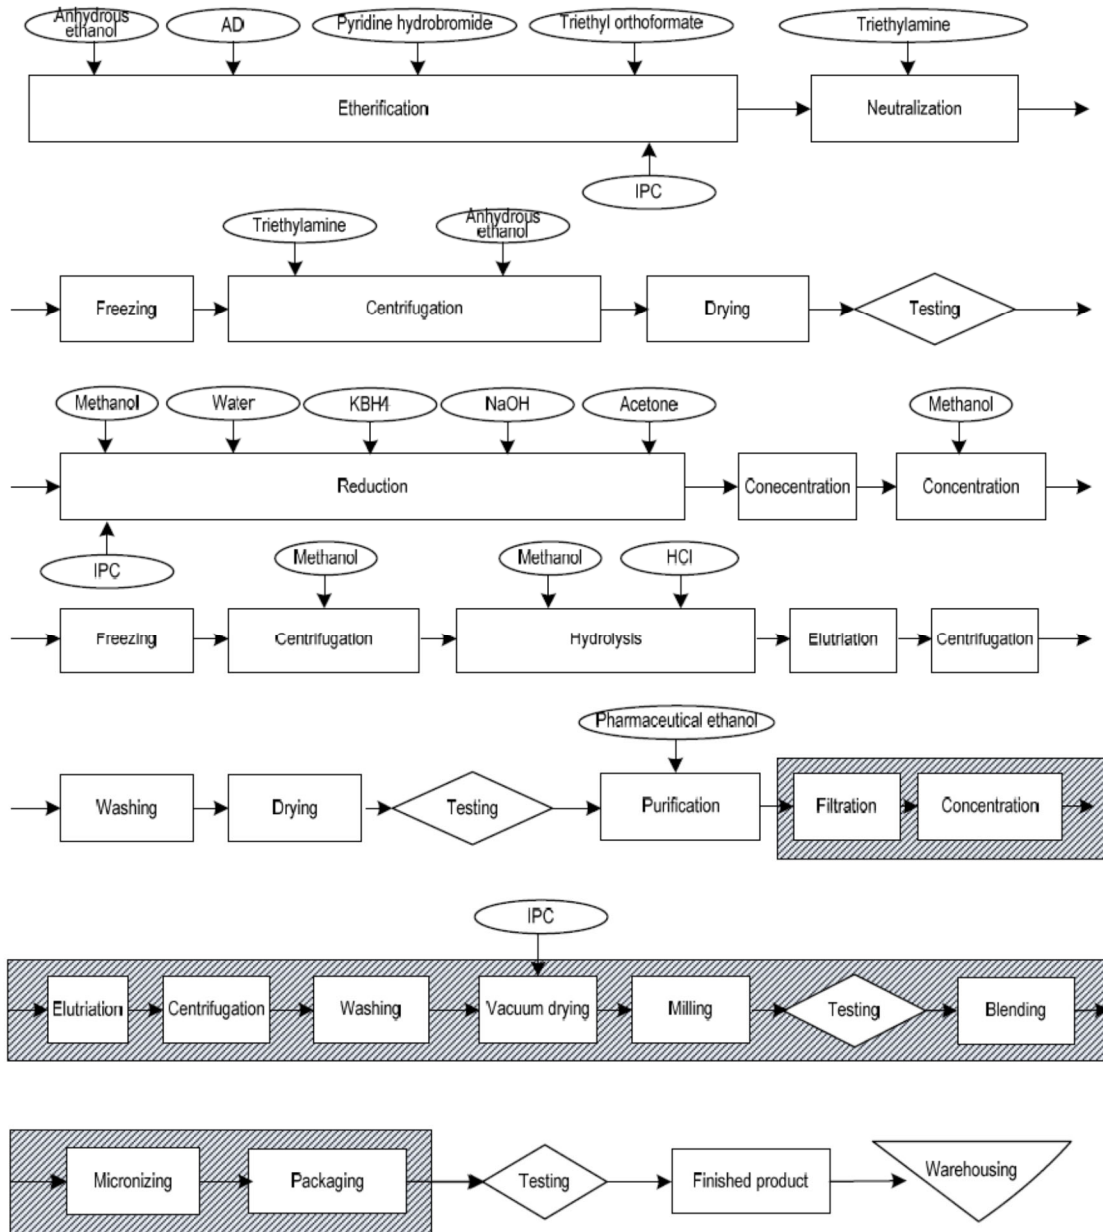 Anhydrous
ethanol
AD
Pyridine hydrobromide
Triethyl orthoformate
Triethylamine
Etherification
Neutralization
IPC
Triethylamine
Anhydrous
ethanol
Freezing
Centrifugation
Drying
Testing
Methanol
Water
KBH4
NaOH
Acetone
Methanol
Reduction
Conecentration
Concentration
IPC
Methanol
Methanol
HCl
Freezing
Centrifugation
Hydrolysis
Elutriation
Centrifugation
Pharmaceutical ethanol
Washing
Drying
Testing
Purification
Filtration
Concentration
IPC
Elutriation
Centrifugation
Washing
Vacuum drying
Milling
Testing
Blending
Micronizing
Packaging
Testing
Finished product
Warehousing